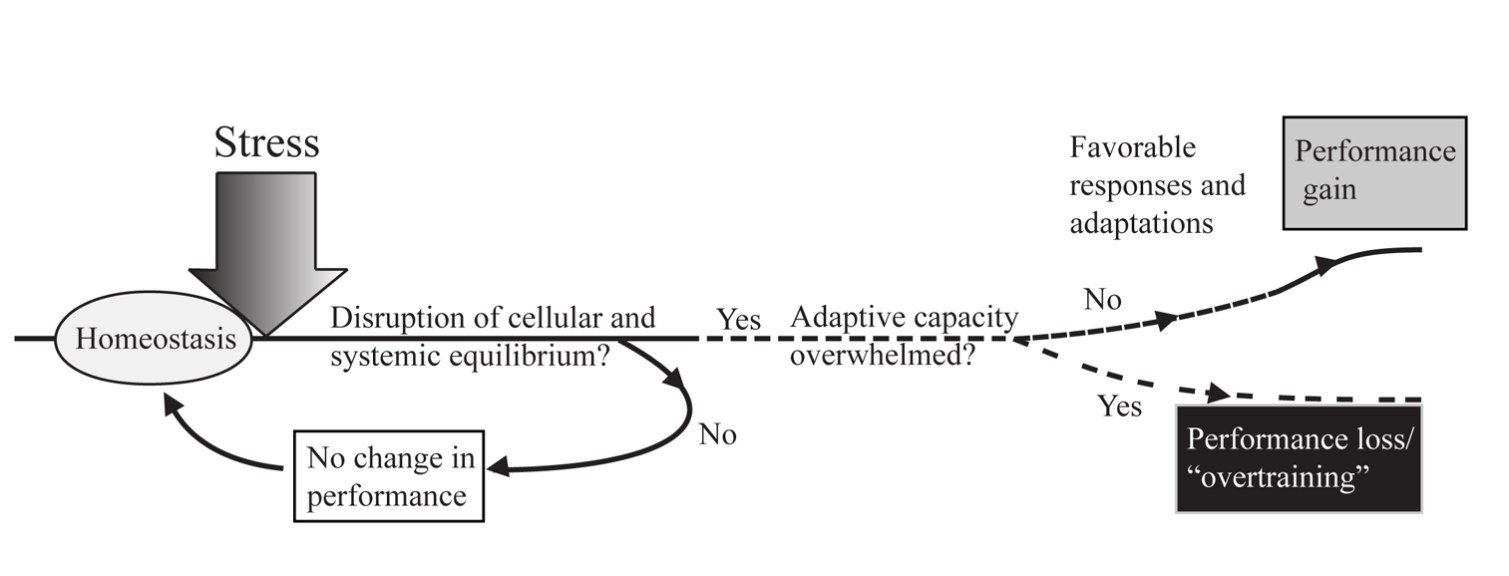 Stress
Homeostasis
Disruption of cellular and
systemic equilibrium?
No
No change in
performance
Yes
Adaptive capacity
overwhelmed?
No
Favorable
responses and
adaptations
Performance
gain
Yes
Performance loss/
“overtraining”